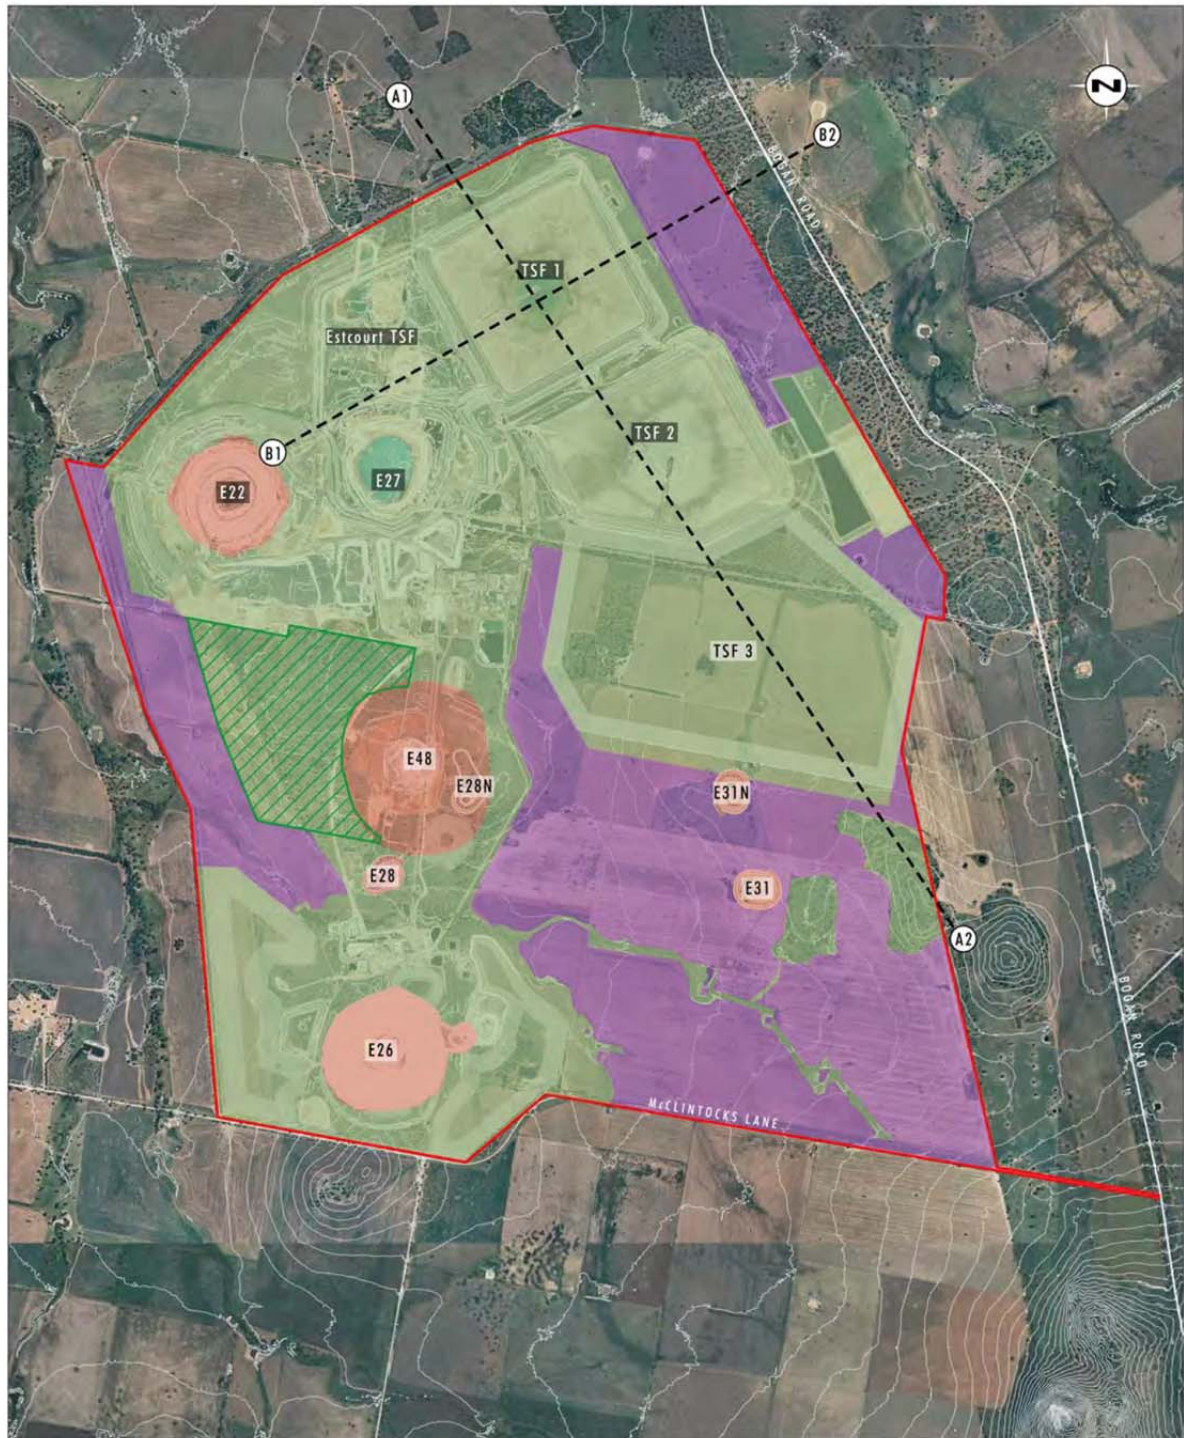 A1
N
B2
BOGAN ROAD
TSF 1
Estcourt TSF
TSF 2
B1
E27
E22
TSF 3
E48
E28N
E31N
E28
E31
A2
BOGAN ROAD
E26
McCLINTOCKS LANE